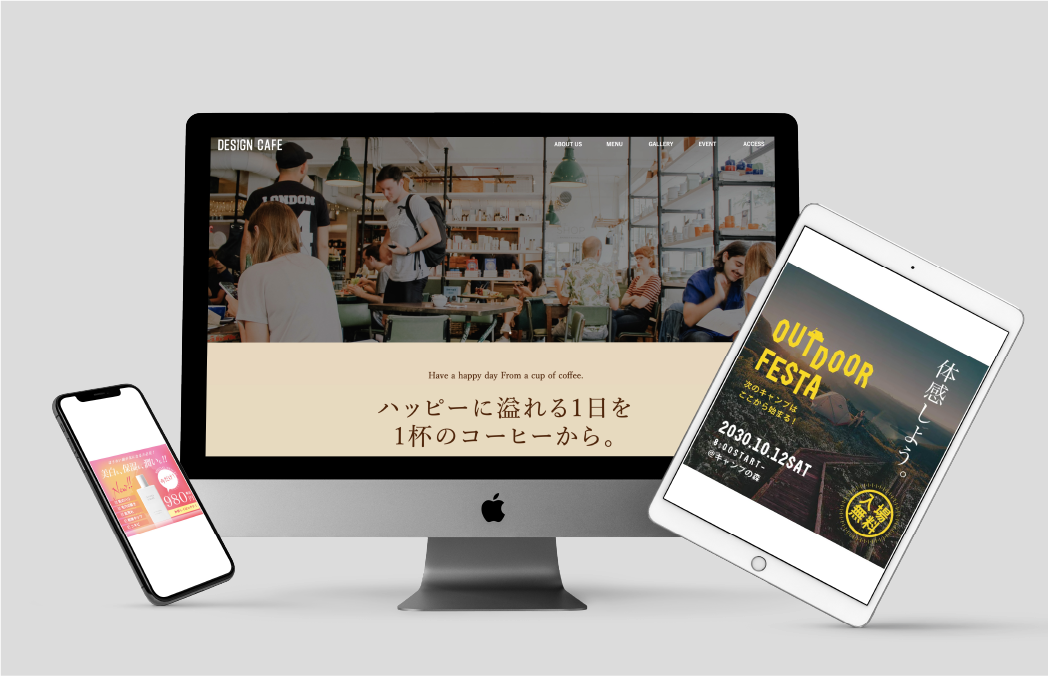 DESIGN CAFE
ABOUT US
MENU
GALLERY
EVENT
ACCESS
LONDON
Have a happy day From a cup of coffee.
ハッピーに溢れる1日を
1杯のコーヒーから。
美白、保湿、潤い、!!
New!!
980
OUTDOOR
FESTA
次のキャンプは
ここから始まる!
2030.10.12SAT
8:00START-
@キャンプの森
体感しよう。
入場
無料